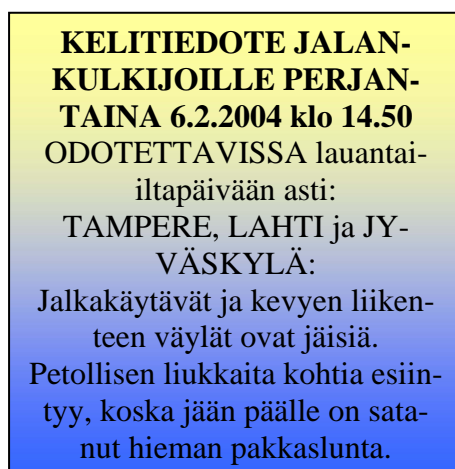 KELITIEDOTE JALAN-
KULKIJOILLE PERJAN-
TAINA 6.2.2004 klo 14.50
ODOTETTAVISSA lauantai-
iltapäivään asti:
TAMPERE, LAHTI ja JY-
VÄSKYLÄ:
Jalkakäytävät ja kevyen liiken-
teen väylät ovat jäisiä.
Petollisen liukkaita kohtia esiin-
tyy, koska jään päälle on sata-
nut hieman pakkaslunta.